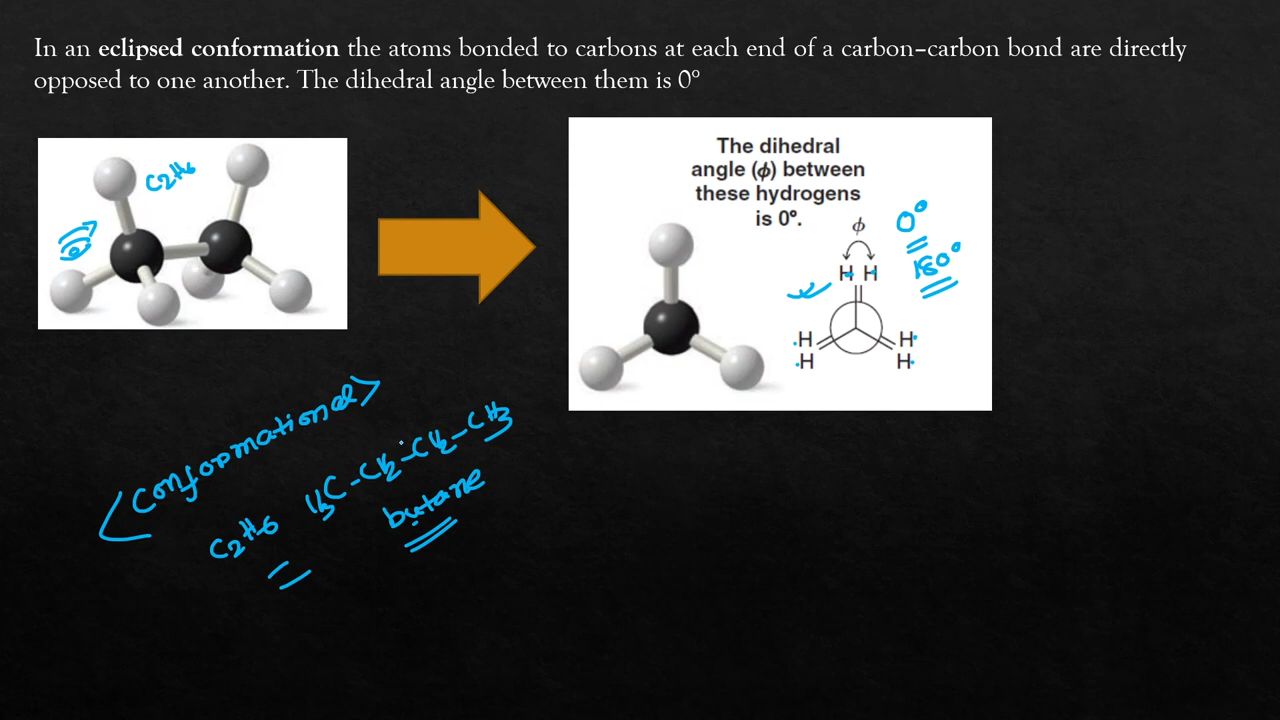 In an eclipsed conformation the atoms bonded to carbons at each end of a carbon–carbon bond are directly
opposed to one another. The dihedral angle between them is 0º
C2H6
The dihedral
angle (ϕ) between
these hydrogens
is 0º.
ϕ
0°
180°
H H
H H
H H
Conformational
C2H6
H3C-CH2-CH2-CH3
butane